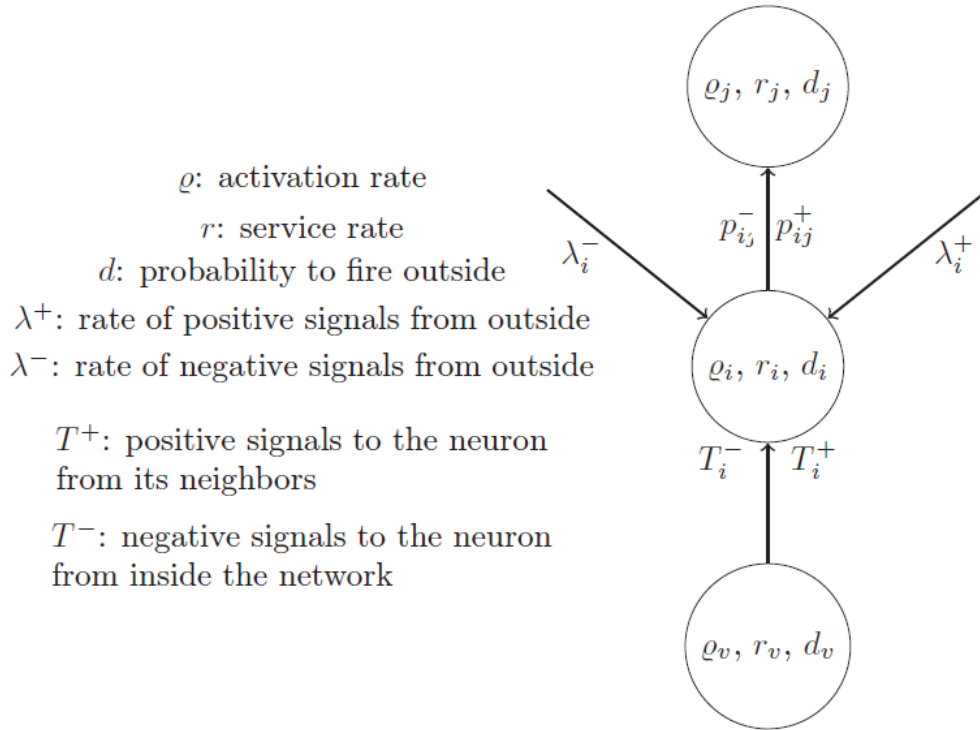 ϱ: activation rate
r: service rate
d: probability to fire outside
λ⁺: rate of positive signals from outside
λ⁻: rate of negative signals from outside
T⁺: positive signals to the neuron
from its neighbors
T⁻: negative signals to the neuron
from inside the network
ϱⱼ, rⱼ, dⱼ
p⁻ᵢⱼ p⁺ᵢⱼ
λᵢ⁻
λᵢ⁺
ϱᵢ, rᵢ, dᵢ
Tᵢ⁻ Tᵢ⁺
ϱᵥ, rᵥ, dᵥ